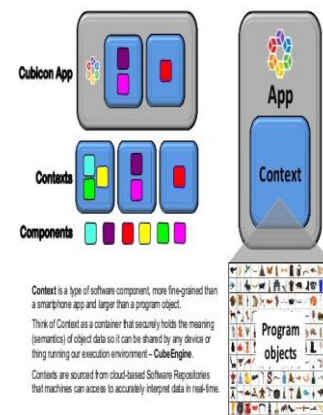 Cubicon App
App
Contexts
Context
Components
Program
objects
Context is a type of software component, more fine-grained than
a smartphone app and larger than a program object.
Think of Context as a container that securely holds the meaning
(semantics) of object data so it can be shared by any device or
thing running our execution environment – CubeEngine.
Contexts are sourced from cloud-based Software Repositories
that machines can access to accurately interpret data in real-time.